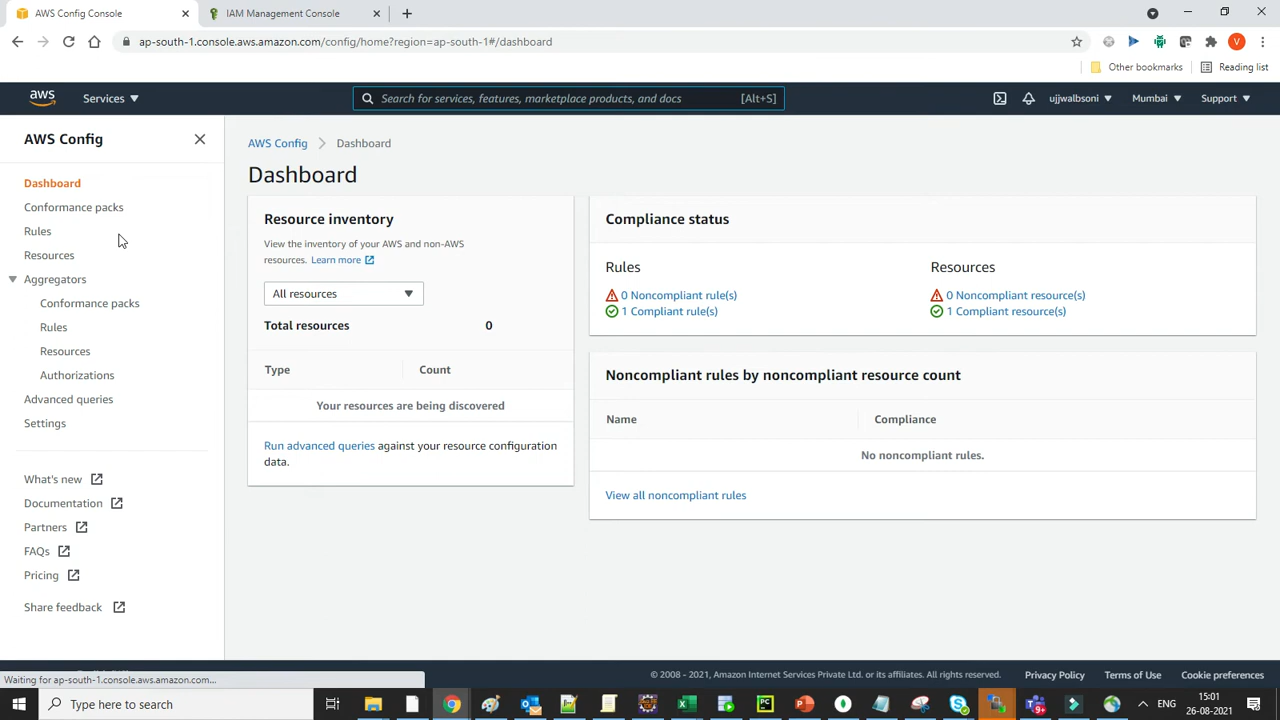 AWS Config Console
IAM Management Console
ap-south-1.console.aws.amazon.com/config/home?region=ap-south-1#/dashboard
V
Other bookmarks
Reading list
aws
Services
Search for services, features, marketplace products, and docs
[Alt+S]
ujjwalbsoni
Mumbai
Support
AWS Config
Dashboard
Conformance packs
Rules
Resources
Aggregators
Conformance packs
Rules
Resources
Authorizations
Advanced queries
Settings
What's new
Documentation
Partners
FAQs
Pricing
Share feedback
AWS Config
Dashboard
Dashboard
Resource inventory
View the inventory of your AWS and non-AWS
resources. Learn more
All resources
Total resources 0
Type Count
Your resources are being discovered
Run advanced queries against your resource configuration
data.
Compliance status
Rules
0 Noncompliant rule(s)
1 Compliant rule(s)
Resources
0 Noncompliant resource(s)
1 Compliant resource(s)
Noncompliant rules by noncompliant resource count
Name Compliance
No noncompliant rules.
View all noncompliant rules
Waiting for ap-south-1.console.aws.amazon.com...
© 2008 - 2021, Amazon Internet Services Private Ltd. or its affiliates. All rights reserved.
Privacy Policy
Terms of Use
Cookie preferences
Type here to search
ENG
15:01
26-08-2021